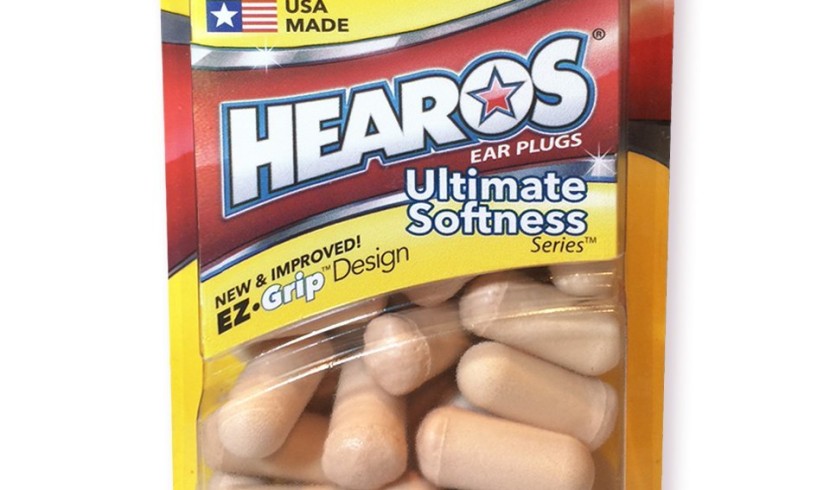 USA
MADE
HEAROS®
EAR PLUGS
Ultimate
Softness
Series™
NEW & IMPROVED!
EZ•Grip™ Design